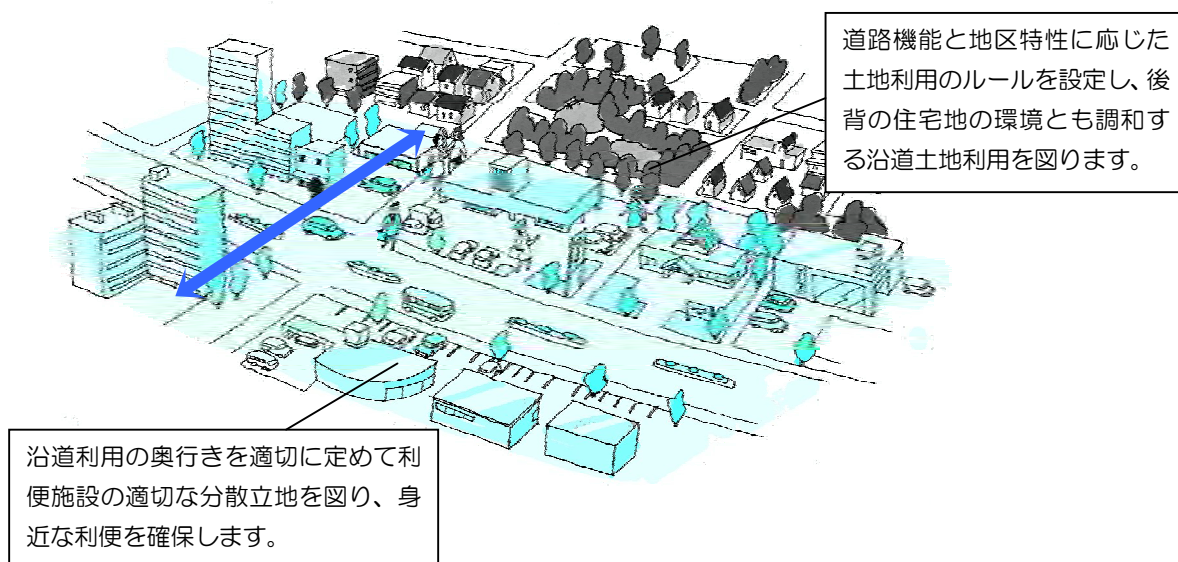 道路機能と地区特性に応じた
土地利用のルールを設定し、後
背の住宅地の環境とも調和す
る沿道土地利用を図ります。
沿道利用の奥行きを適切に定めて利
便施設の適切な分散立地を図り、身
近な利便を確保します。